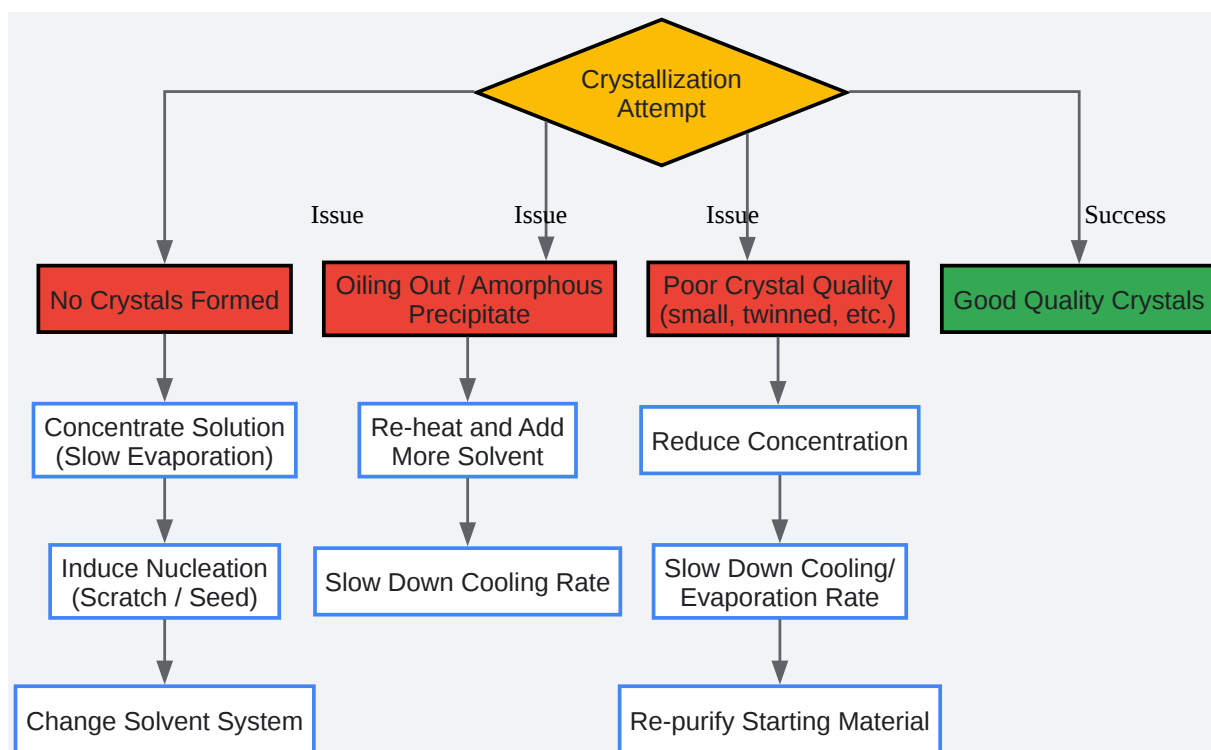 Crystallization
Attempt
Issue
Issue
Issue
Success
No Crystals Formed
Oiling Out / Amorphous
Precipitate
Poor Crystal Quality
(small, twinned, etc.)
Good Quality Crystals
Concentrate Solution
(Slow Evaporation)
Re-heat and Add
More Solvent
Reduce Concentration
Induce Nucleation
(Scratch / Seed)
Slow Down Cooling Rate
Slow Down Cooling/
Evaporation Rate
Change Solvent System
Re-purify Starting Material